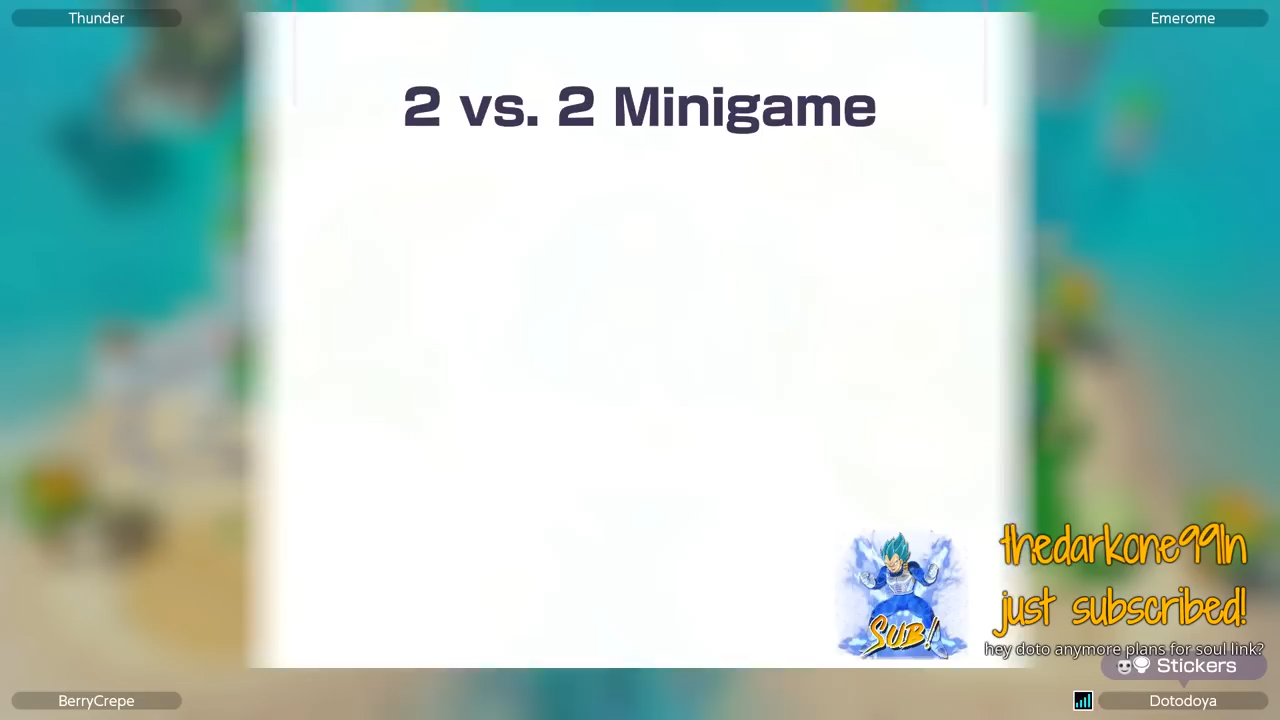 Thunder
Emerome
2 vs. 2 Minigame
thedarkone99ln
just subscribed!
SUB!
hey doto anymore plans for soul link?
Stickers
BerryCrepe
Dotodoya